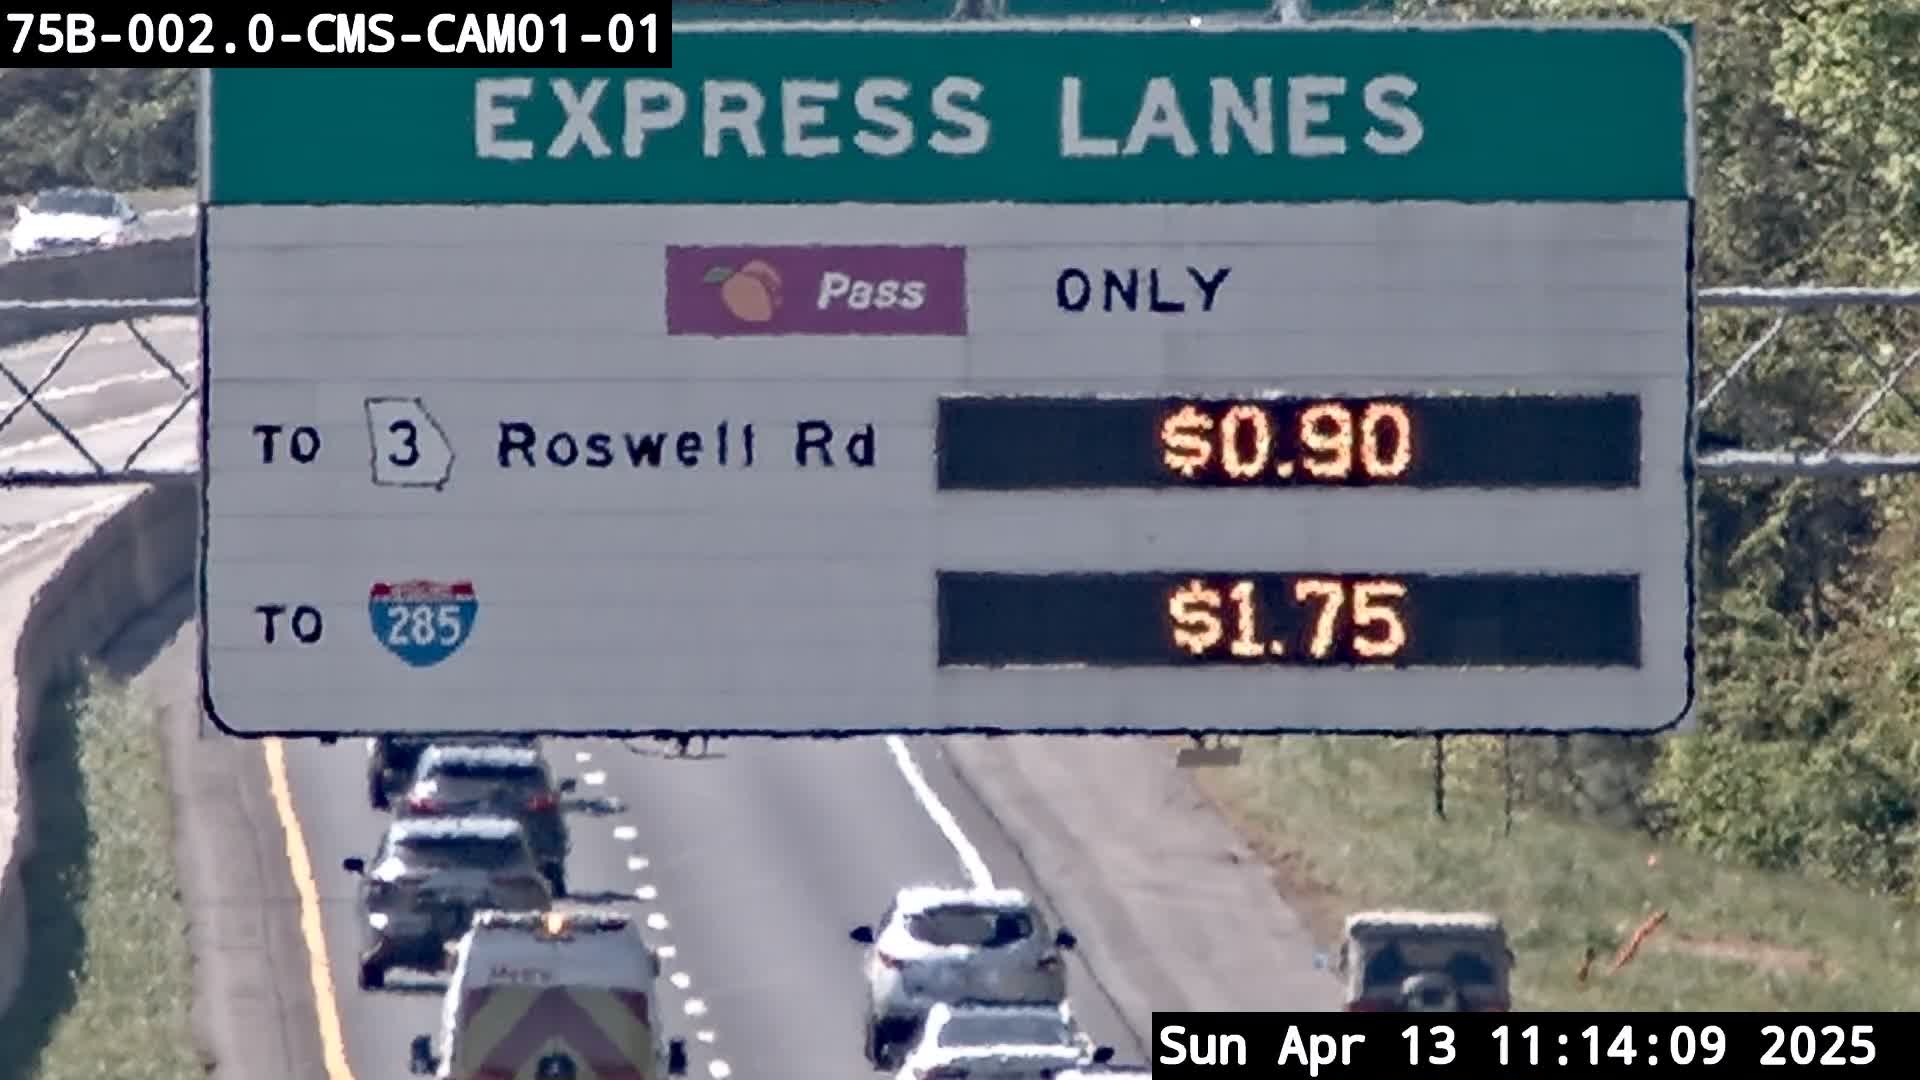 75B-002.0-CMS-CAM01-01
EXPRESS LANES
Pass ONLY
TO 3 Roswell Rd $0.90
TO 285 $1.75
Sun Apr 13 11:14:09 2025